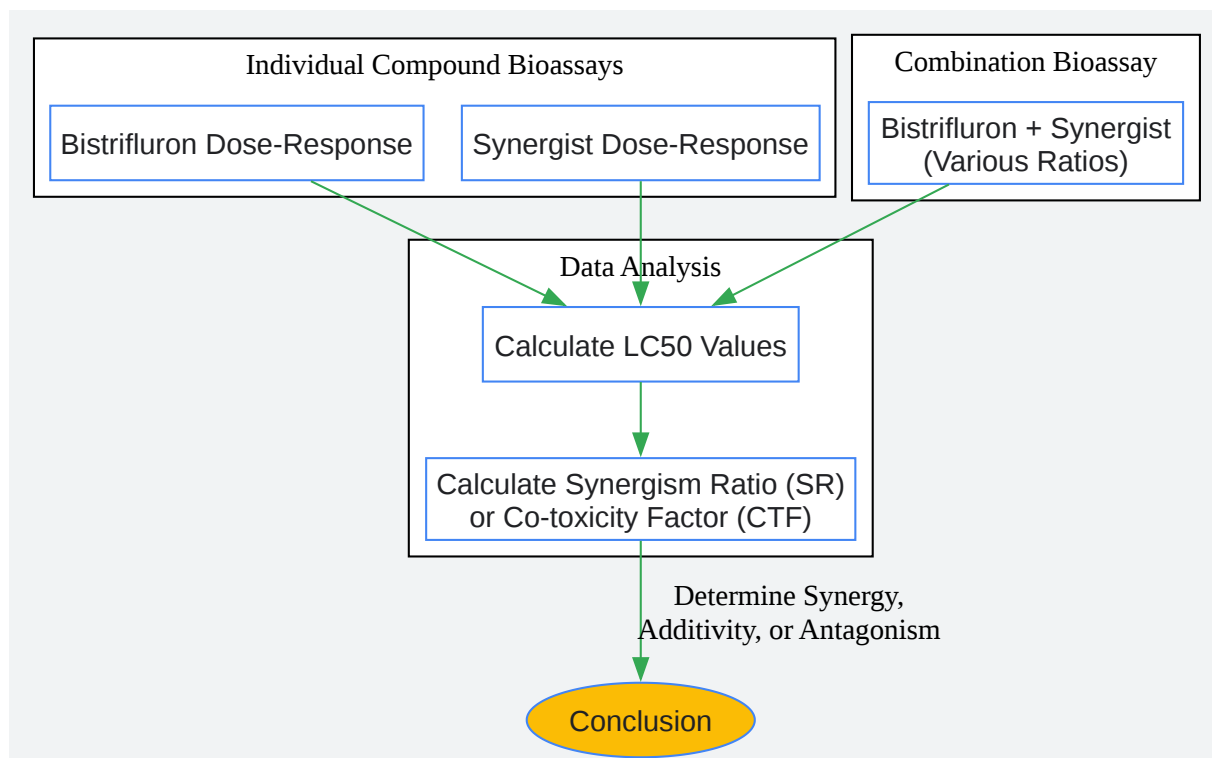 Individual Compound Bioassays
Bistrifluron Dose-Response
Synergist Dose-Response
Combination Bioassay
Bistrifluron + Synergist
(Various Ratios)
Data Analysis
Calculate LC50 Values
Calculate Synergism Ratio (SR)
or Co-toxicity Factor (CTF)
Determine Synergy,
Additivity, or Antagonism
Conclusion